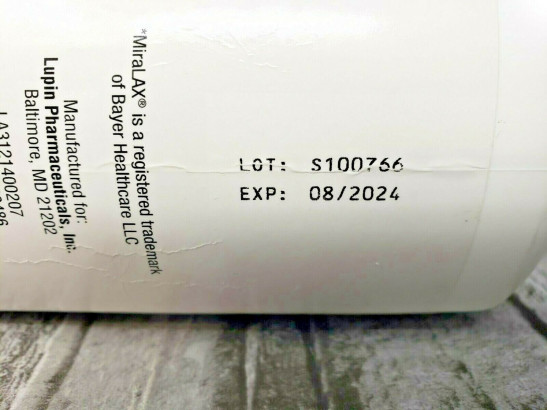 *MiraLAX® is a registered trademark
of Bayer Healthcare LLC
Manufactured for:
Lupin Pharmaceuticals, Inc.
Baltimore, MD 21202
LA3121400207
LOT: S100766
EXP: 08/2024